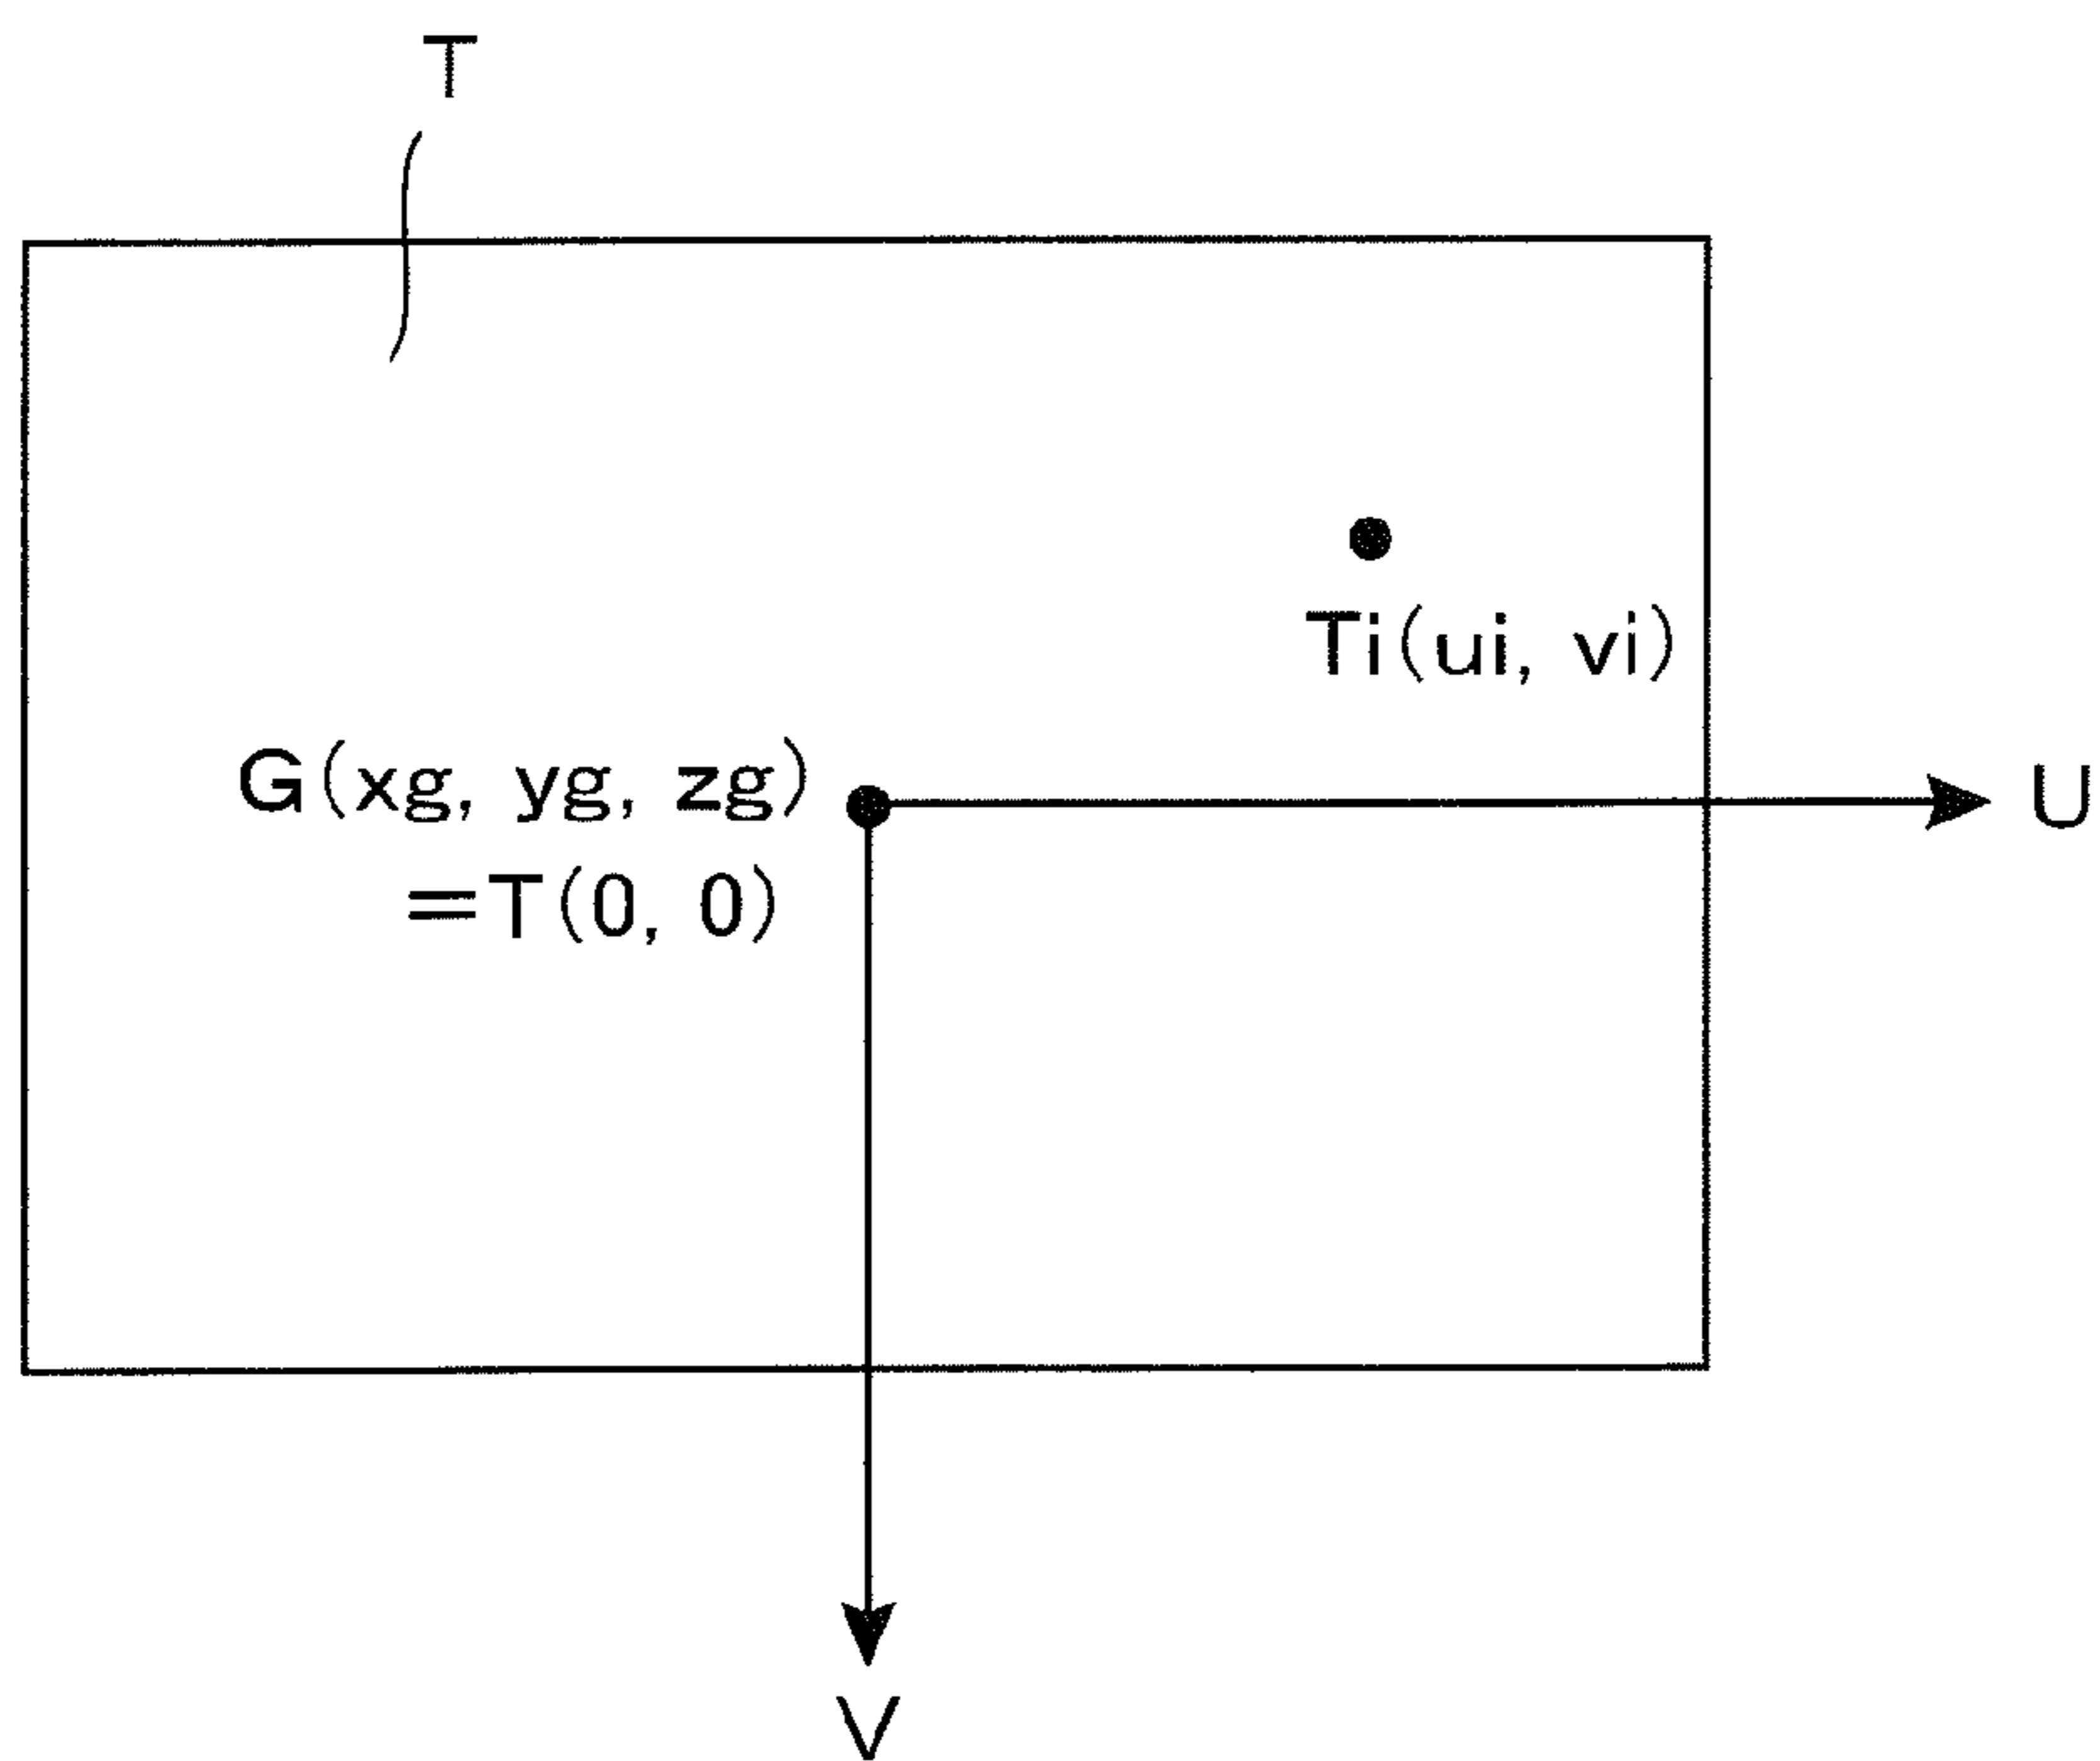 T
Ti(ui, vi)
G(xg, yg, zg)
=T(0, 0)
U
V